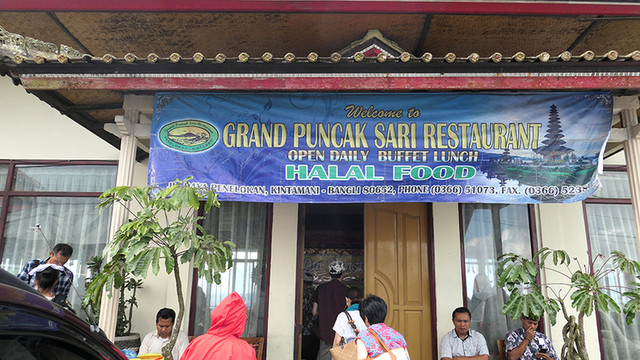 Welcome to
GRAND PUNCAK SARI RESTAURANT
OPEN DAILY BUFFET LUNCH
HALAL FOOD
RAYA PENELOKAN, KINTAMANI - BANGLI 80652, PHONE (0366) 51073, FAX. (0366)